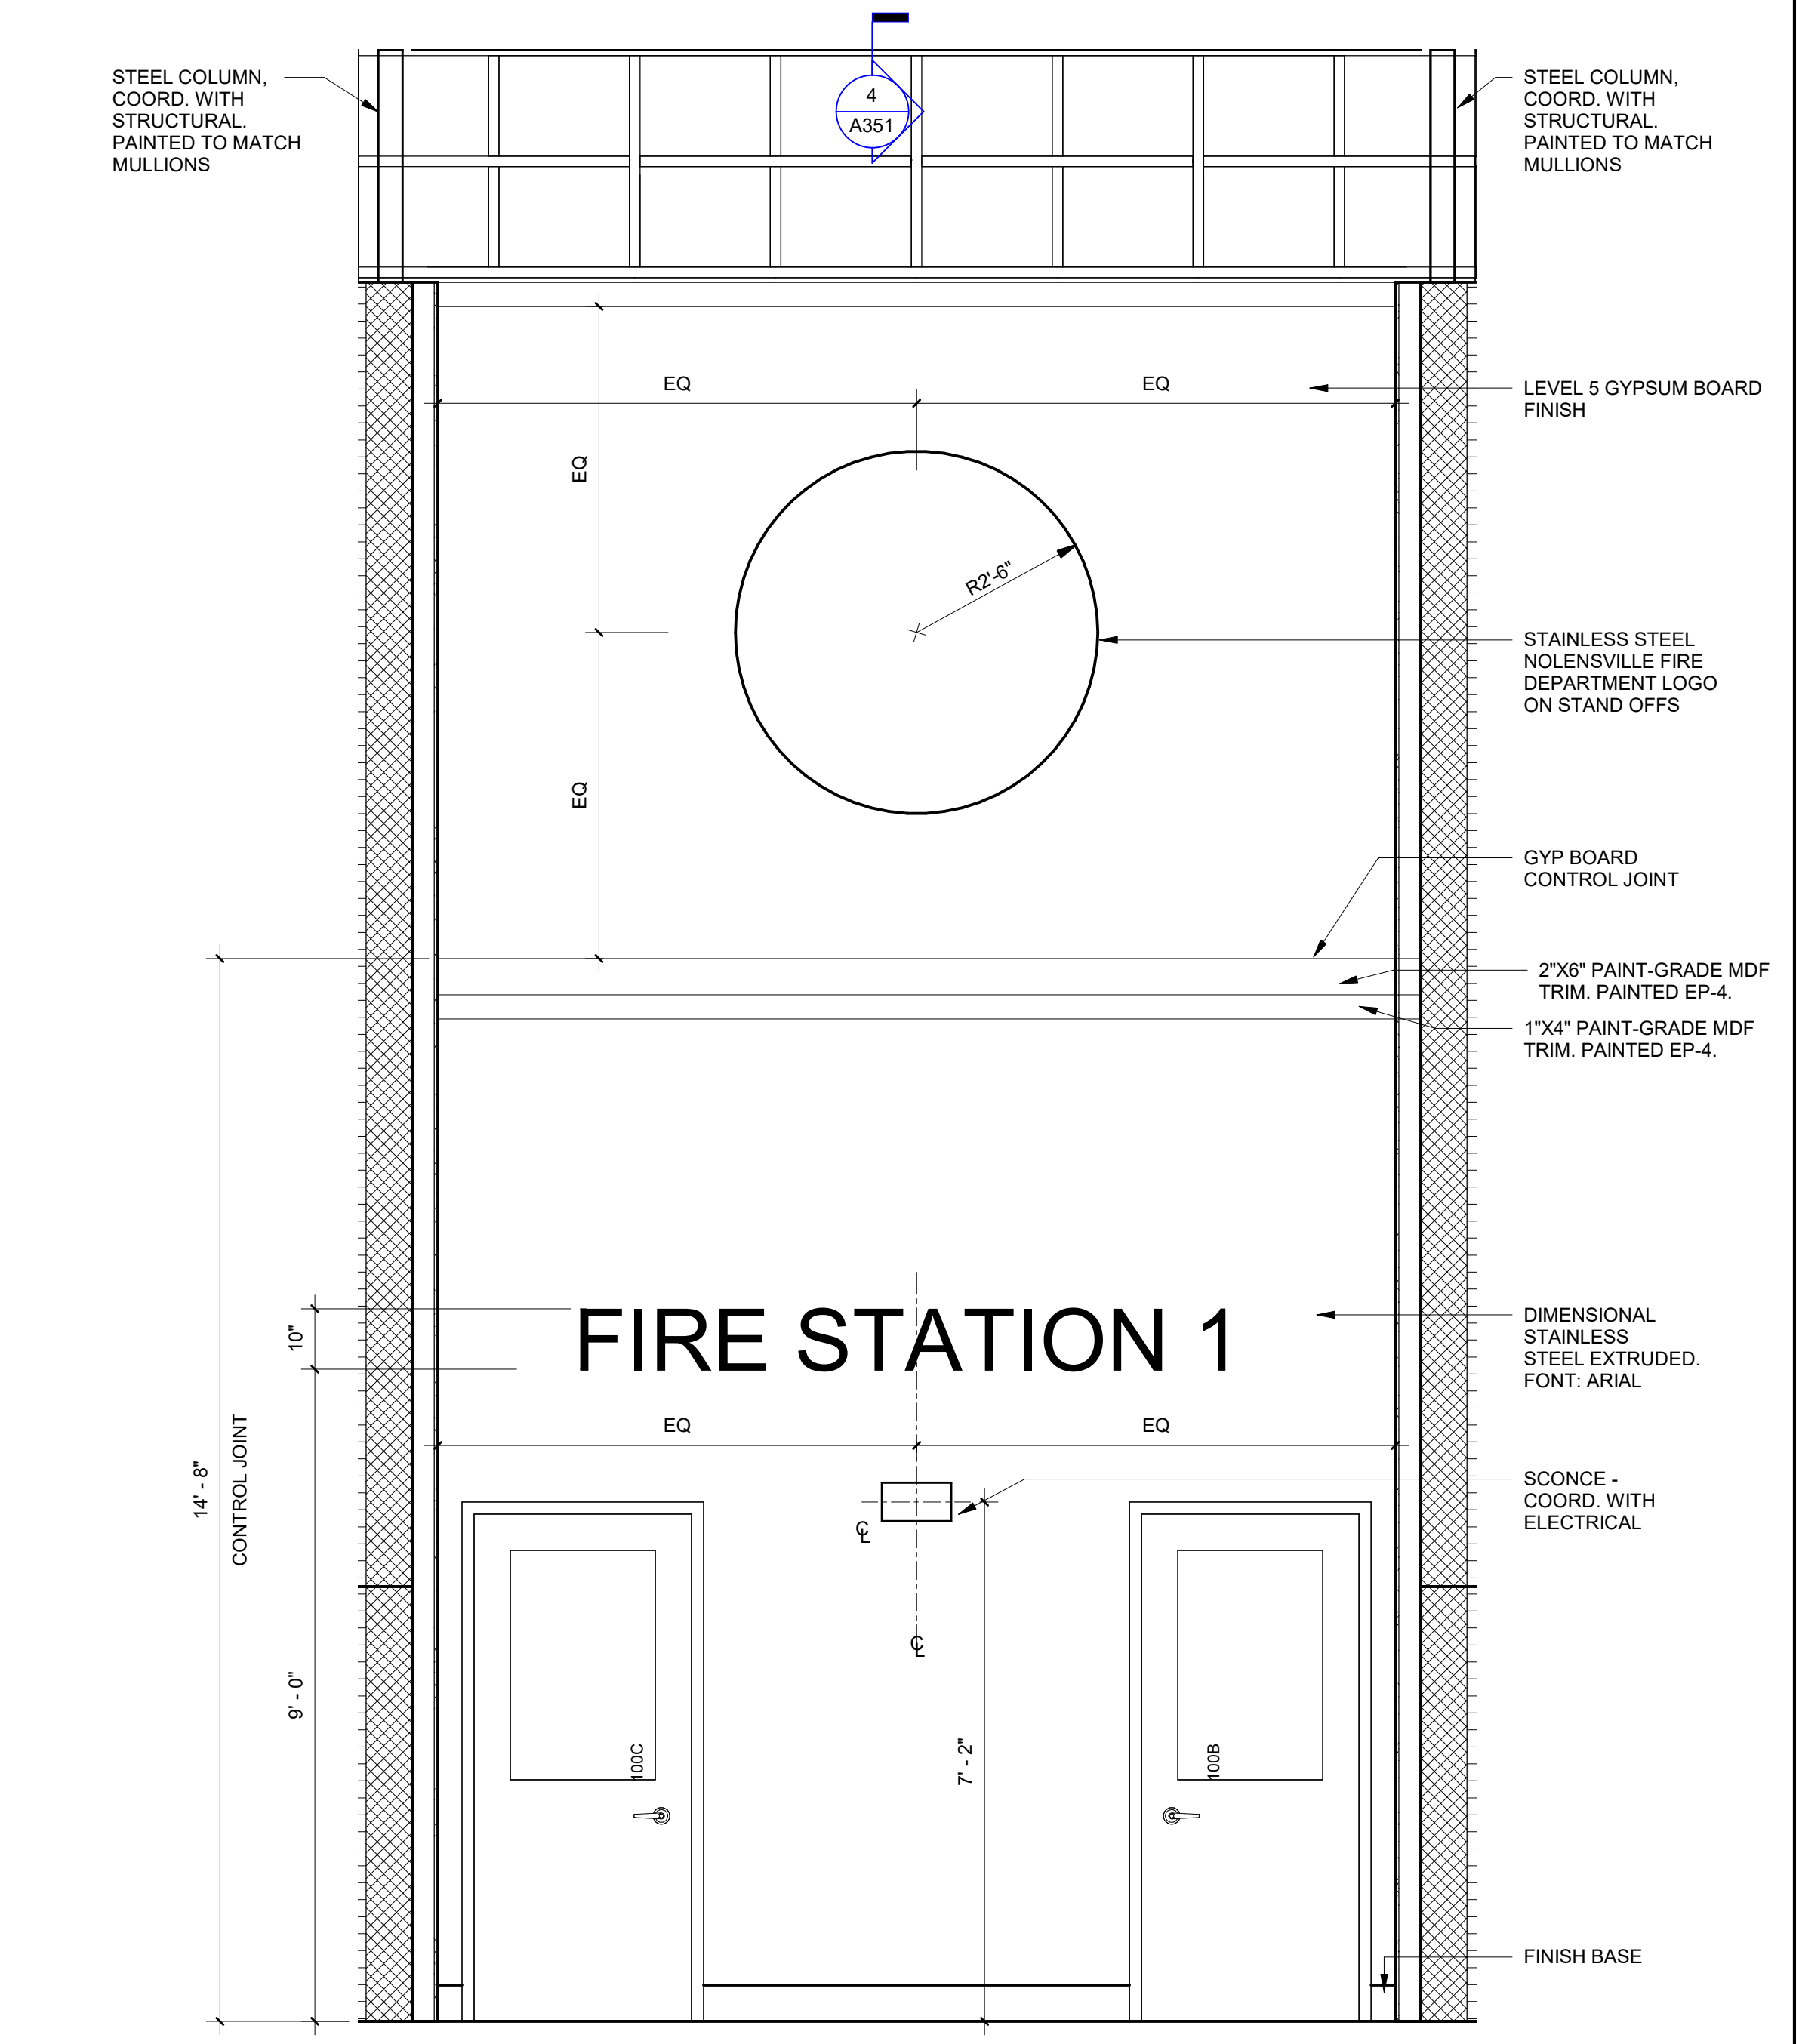 4
A351
STEEL COLUMN,
COORD. WITH
STRUCTURAL.
PAINTED TO MATCH
MULLIONS
STEEL COLUMN,
COORD. WITH
STRUCTURAL.
PAINTED TO MATCH
MULLIONS
EQ
EQ
LEVEL 5 GYPSUM BOARD
FINISH
EQ
R2'-6"
STAINLESS STEEL
NOLENSVILLE FIRE
DEPARTMENT LOGO
ON STAND OFFS
EQ
GYP BOARD
CONTROL JOINT
2"X6" PAINT-GRADE MDF
TRIM. PAINTED EP-4.
1"X4" PAINT-GRADE MDF
TRIM. PAINTED EP-4.
10"
FIRE STATION 1
DIMENSIONAL
STAINLESS
STEEL EXTRUDED.
FONT: ARIAL
EQ
EQ
14' - 8"
CONTROL JOINT
SCONCE -
COORD. WITH
ELECTRICAL
℄
℄
9' - 0"
100C
7' - 2"
100B
FINISH BASE